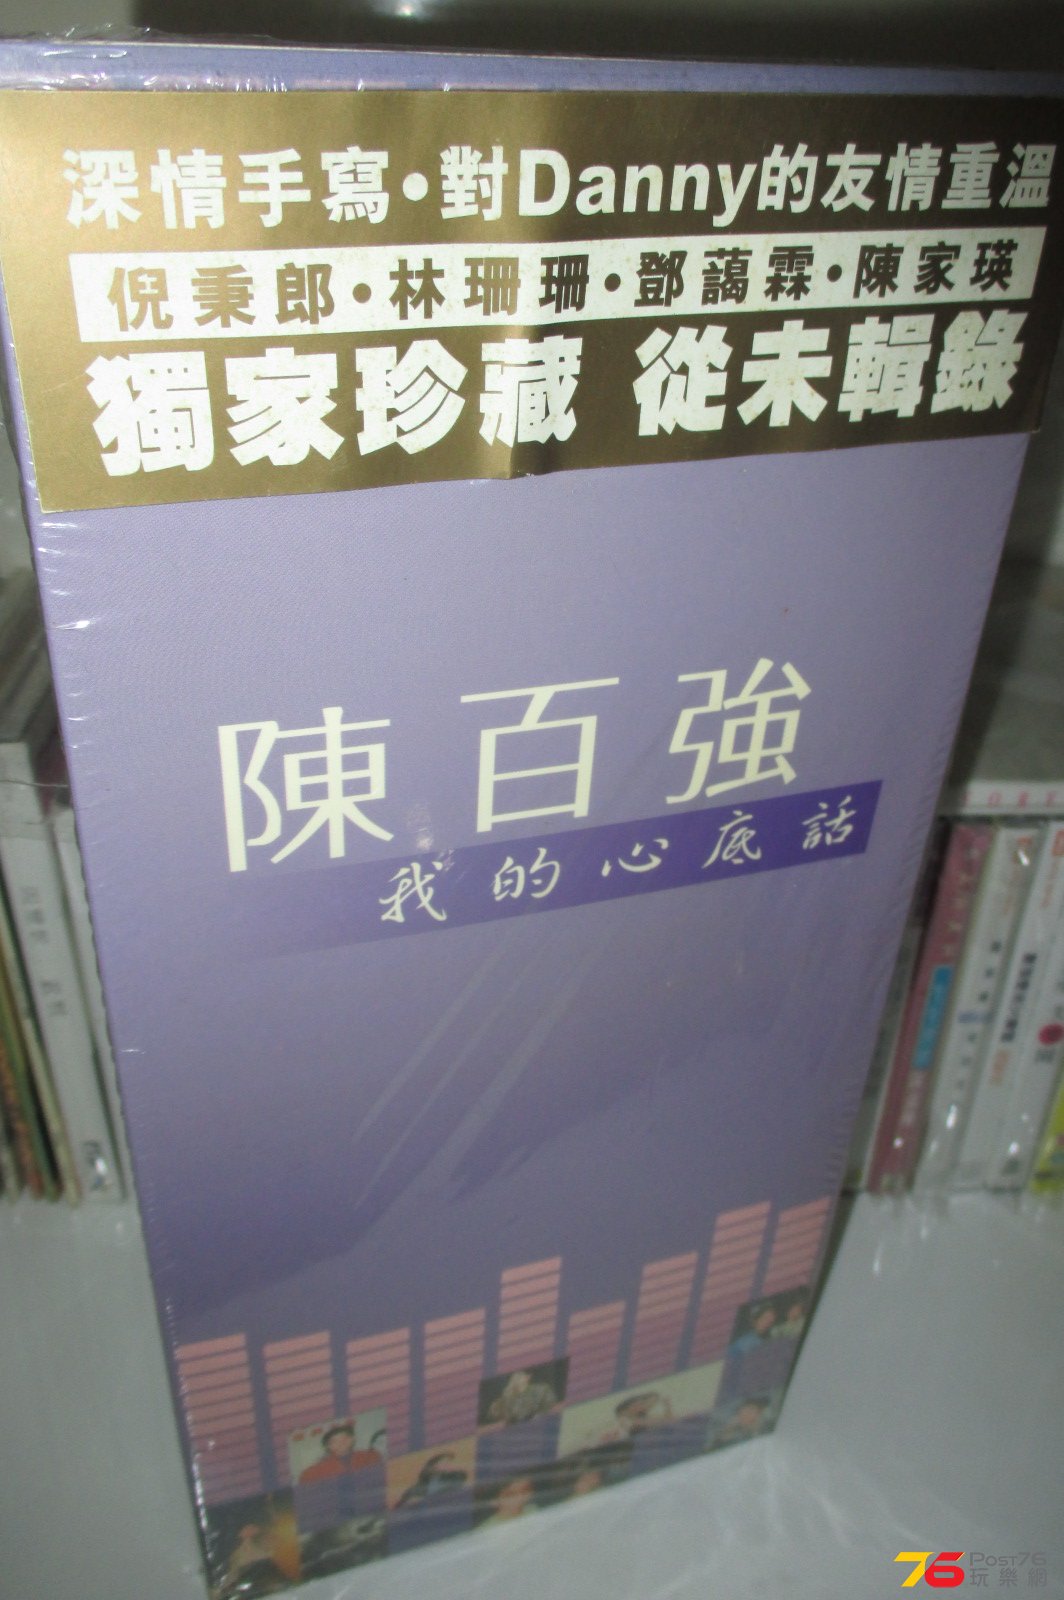 深情手寫•對Danny的友情重溫
倪秉郎•林珊珊•鄧藹霖•陳家瑛
獨家珍藏 從未輯錄
陳百強
我的心底話
76 POST76
玩樂網